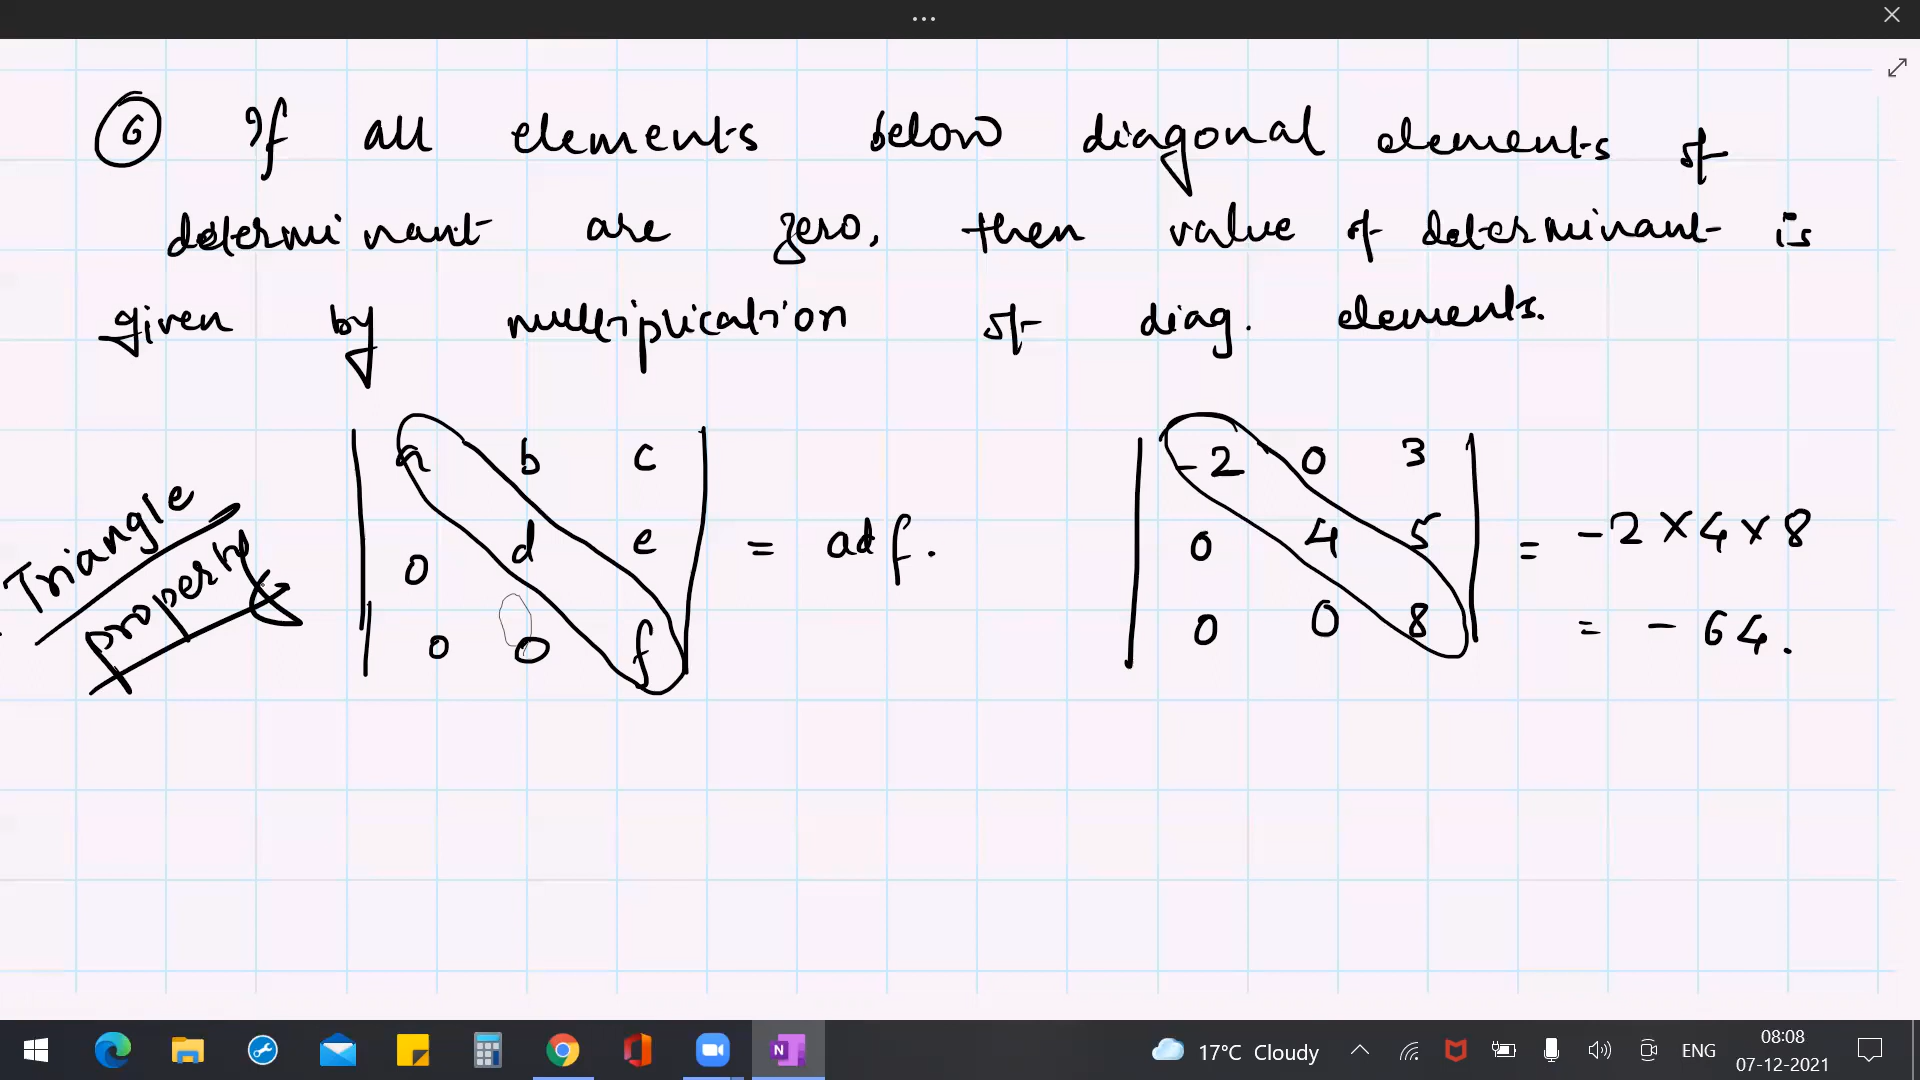 6 If all elements below diagonal elements of
determinant are zero, then value of determinant is
given by multiplication of diag. elements.
Triangle
property
a b c
0 d e = adf.
0 0 f
-2 0 3
0 4 5 = -2 × 4 × 8
0 0 8 = -64.
17°C Cloudy
ENG
08:08
07-12-2021